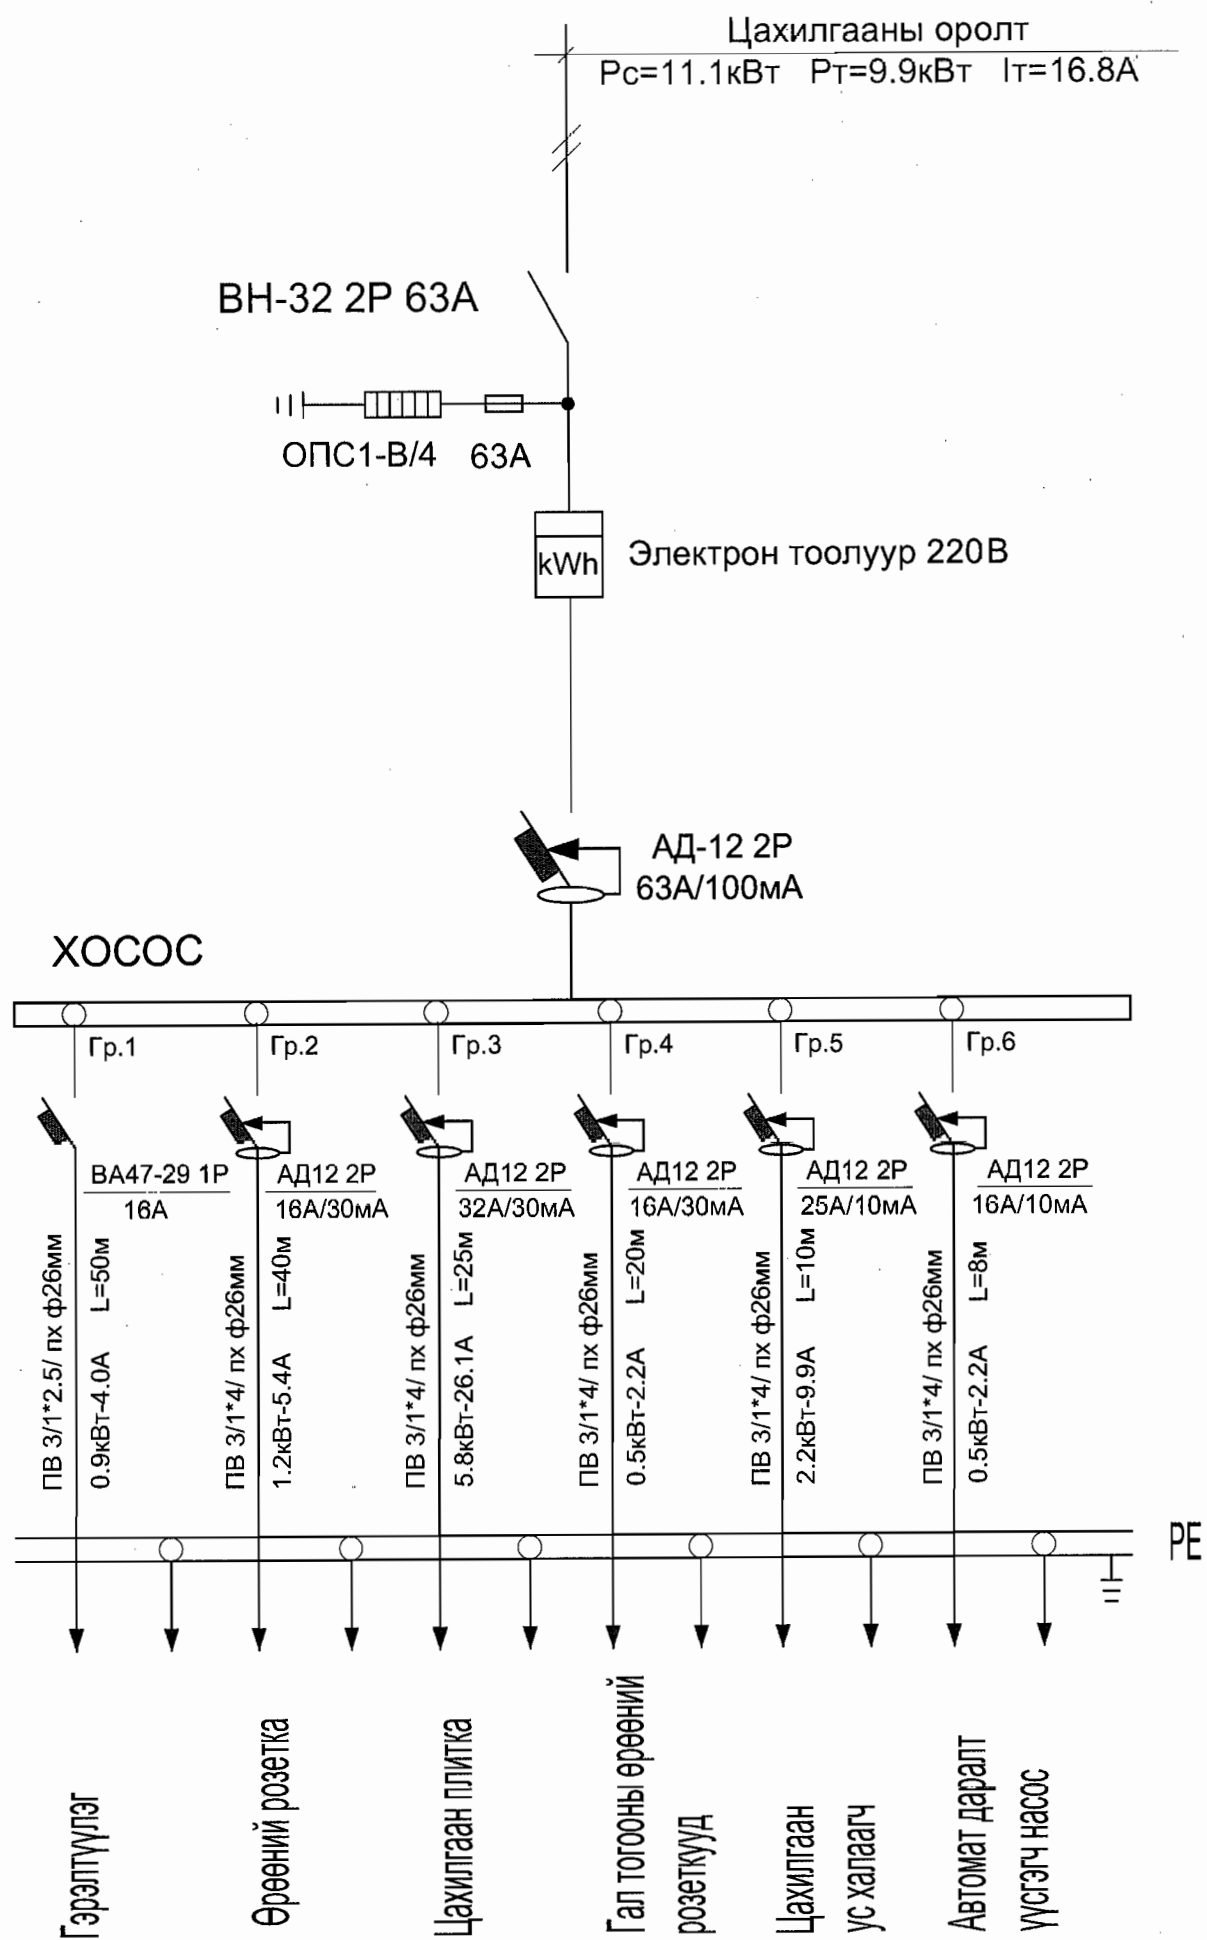 Цахилгааны оролт
Рс=11.1кВт Рт=9.9кВт Iт=16.8А
ВН-32 2Р 63А
ОПС1-В/4 63А
kWh
Электрон тоолуур 220В
АД-12 2Р
63А/100мА
ХОСОС
Гр.1
Гр.2
Гр.3
Гр.4
Гр.5
Гр.6
ВА47-29 1Р
16А
АД12 2Р
16А/30мА
АД12 2Р
32А/30мА
АД12 2Р
16А/30мА
АД12 2Р
25А/10мА
АД12 2Р
16А/10мА
ПВ 3/1*2.5/ пх ф26мм
0.9кВт-4.0А L=50м
ПВ 3/1*4/ пх ф26мм
1.2кВт-5.4А L=40м
ПВ 3/1*4/ пх ф26мм
5.8кВт-26.1А L=25м
ПВ 3/1*4/ пх ф26мм
0.5кВт-2.2А L=20м
ПВ 3/1*4/ пх ф26мм
2.2кВт-9.9А L=10м
ПВ 3/1*4/ пх ф26мм
0.5кВт-2.2А L=8м
PE
Гэрэлтүүлэг
Өрөөний розетка
Цахилгаан плитка
Гал тогооны өрөөний
розеткууд
Цахилгаан
ус халаагч
Автомат даралт
үүсгэгч насос